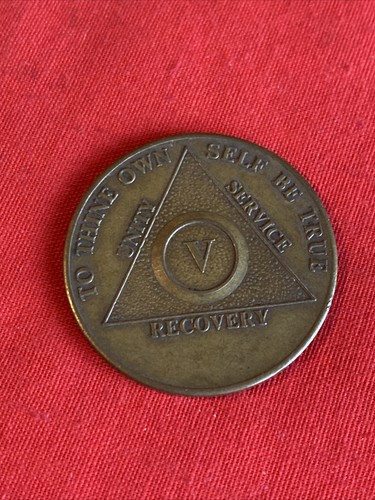 TO THINE OWN SELF BE TRUE
UNITY
SERVICE
V
RECOVERY